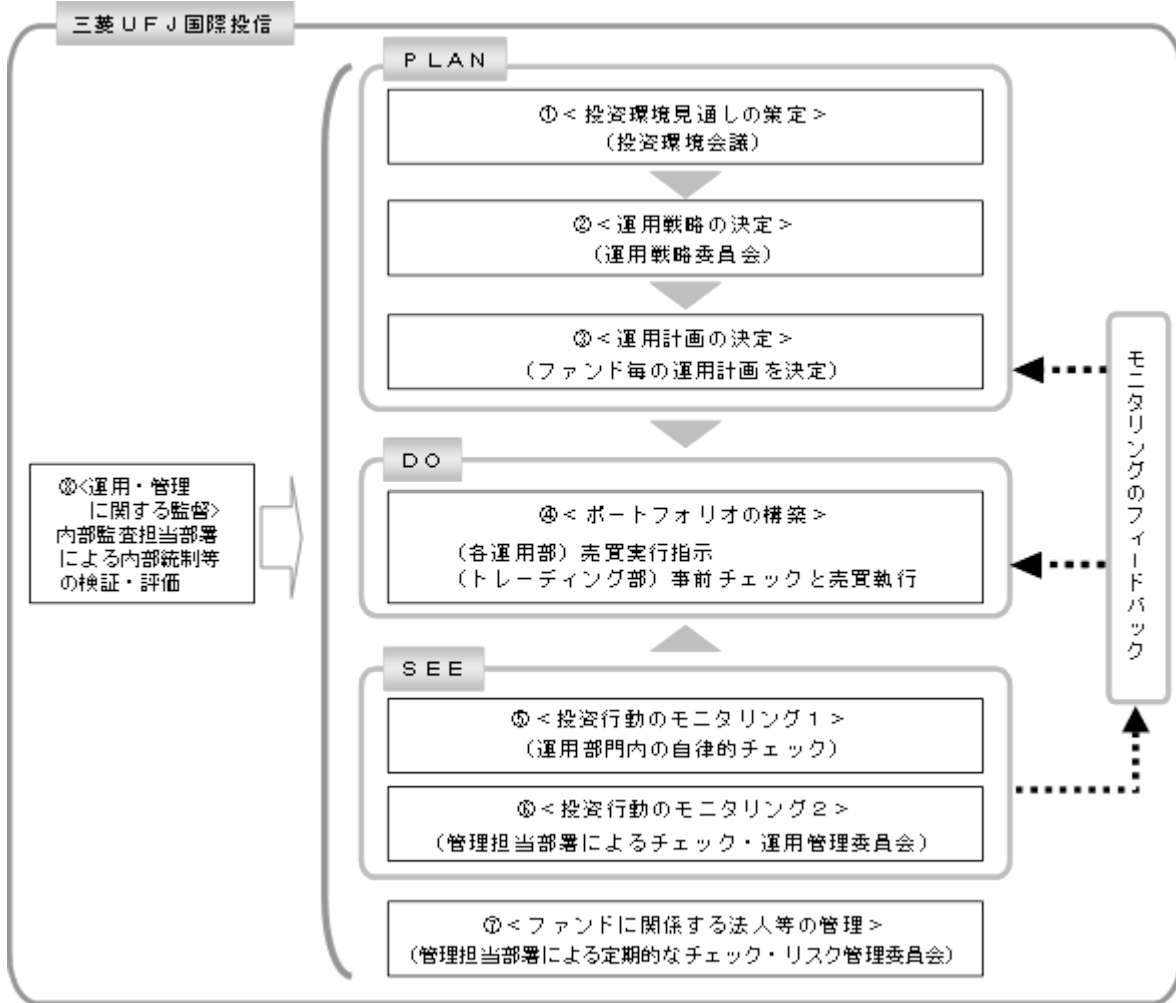 三菱UFJ国際投信
PLAN
①<投資環境見通しの策定>
(投資環境会議)
②<運用戦略の決定>
(運用戦略委員会)
③<運用計画の決定>
(ファンド毎の運用計画を決定)
DO
④<ポートフォリオの構築>
(各運用部)売買実行指示
(トレーディング部)事前チェックと売買執行
SEE
⑤<投資行動のモニタリング1>
(運用部門内の自律的チェック)
⑥<投資行動のモニタリング2>
(管理担当部署によるチェック・運用管理委員会)
⑦<ファンドに関係する法人等の管理>
(管理担当部署による定期的なチェック・リスク管理委員会)
⑧<運用・管理
に関する監督>
内部監査担当部署
による内部統制等
の検証・評価
モニタリングのフィードバック